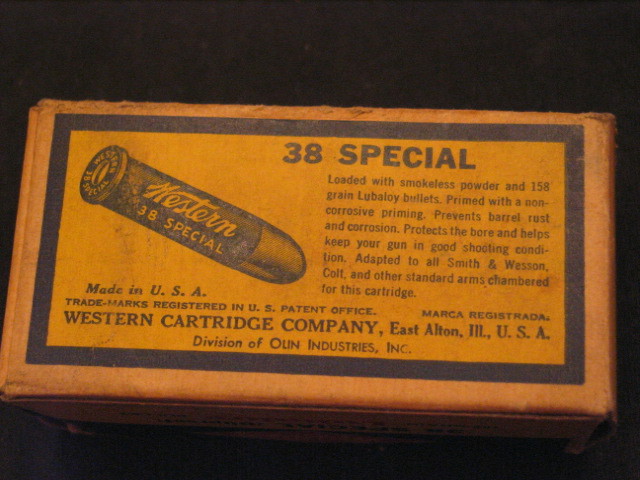 38 SPECIAL
Loaded with smokeless powder and 158
grain Lubaloy bullets. Primed with a non-
corrosive priming. Prevents barrel rust
and corrosion. Protects the bore and helps
keep your gun in good shooting condi-
tion. Adapted to all Smith & Wesson,
Colt, and other standard arms chambered
for this cartridge.
Western
38 SPECIAL
Made in U. S. A.
TRADE-MARKS REGISTERED IN U. S. PATENT OFFICE. MARCA REGISTRADA.
WESTERN CARTRIDGE COMPANY, East Alton, Ill., U. S. A.
Division of OLIN INDUSTRIES, INC.
38 SPECIAL